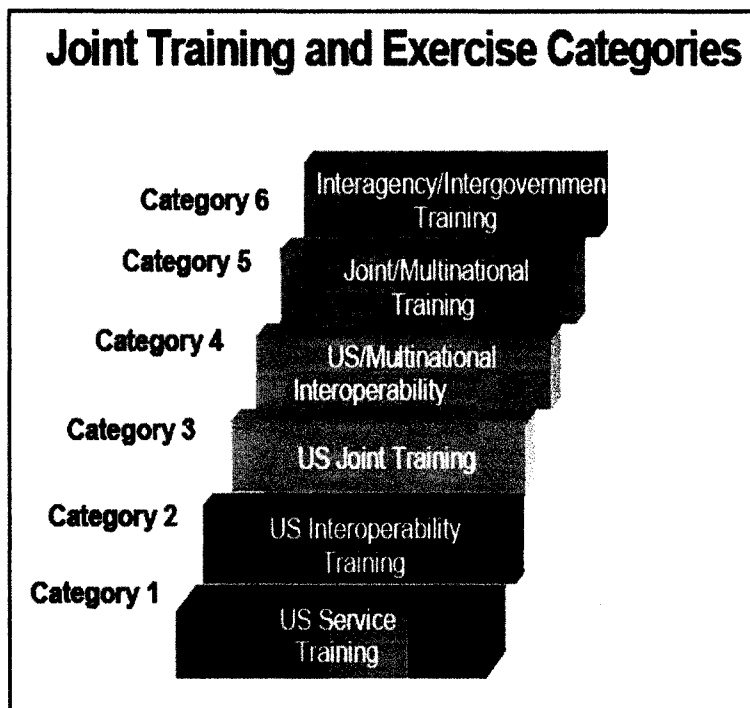 Joint Training and Exercise Categories
Category 6
Interagency/Intergovernmen
Training
Category 5
Joint/Multinational
Training
Category 4
US/Multinational
Interoperability
Category 3
US Joint Training
Category 2
US Interoperability
Training
Category 1
US Service
Training